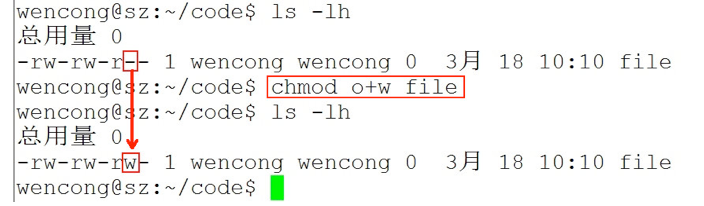 wencong@sz:~/code$ ls -lh
总用量 0
-rw-rw-r-- 1 wencong wencong 0  3月 18 10:10 file
wencong@sz:~/code$ chmod o+w file
wencong@sz:~/code$ ls -lh
总用量 0
-rw-rw-rw- 1 wencong wencong 0  3月 18 10:10 file
wencong@sz:~/code$